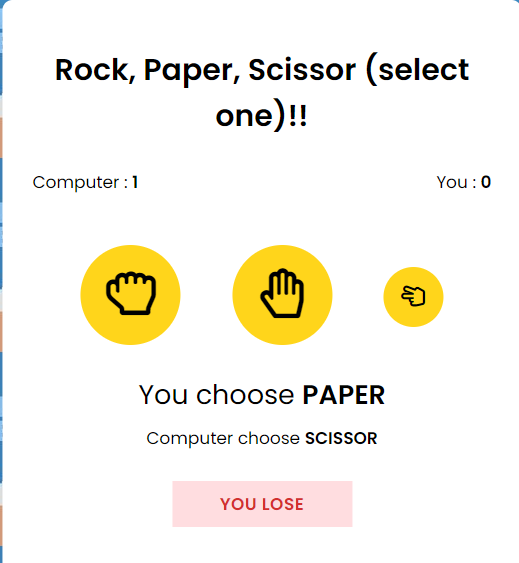 Rock, Paper, Scissor (select
one)!!
Computer : 1
You : 0
You choose PAPER
Computer choose SCISSOR
YOU LOSE